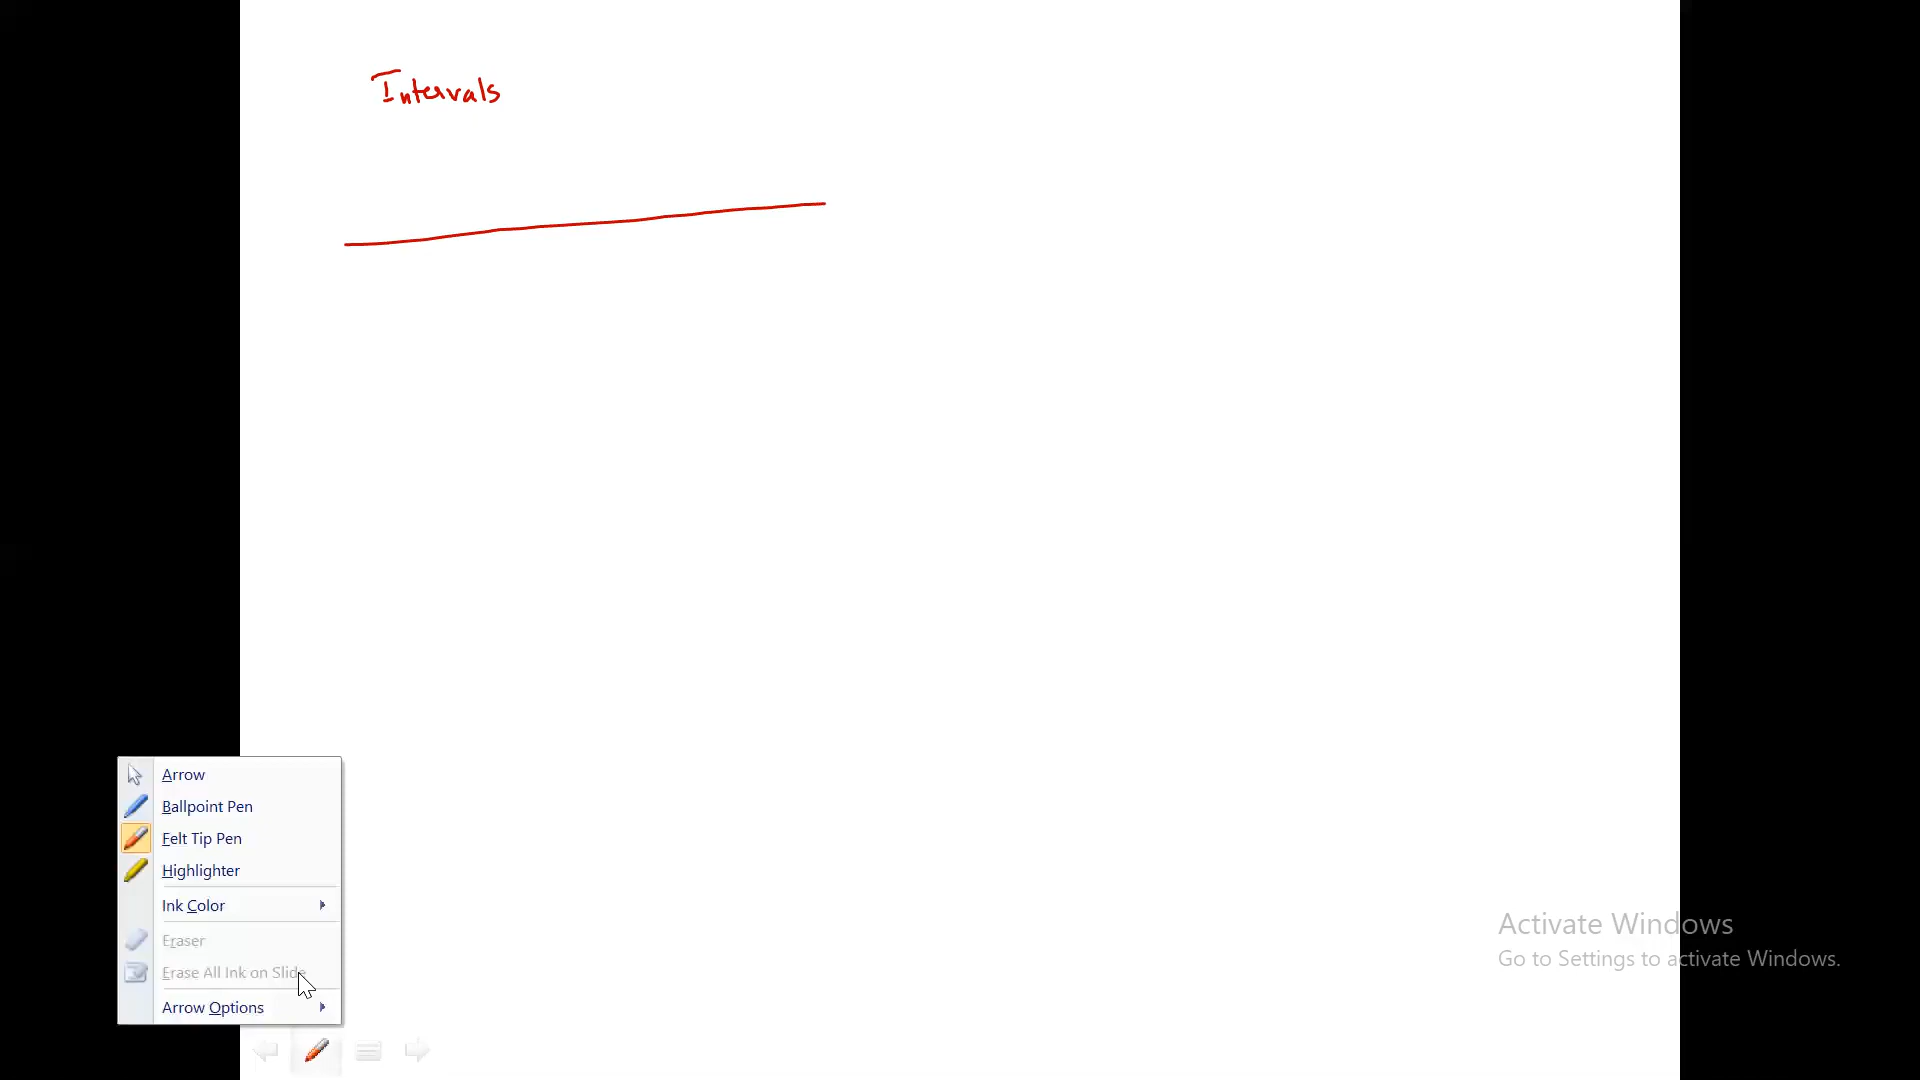 Intervals
Arrow
Ballpoint Pen
Felt Tip Pen
Highlighter
Ink Color
Eraser
Erase All Ink on Slide
Arrow Options
Activate Windows
Go to Settings to activate Windows.